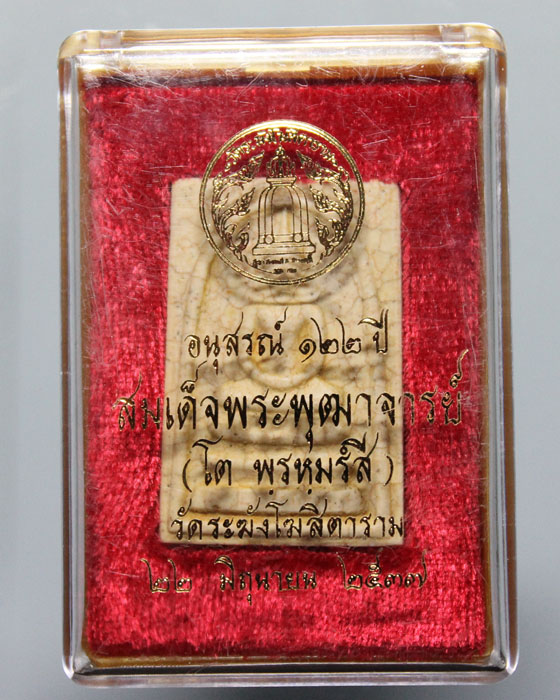 อนุสรณ์ ๑๒๒ ปี
สมเด็จพระพุฒาจารย์
(โต พฺรหฺมรํสี)
วัดระฆังโฆสิตาราม
๒๒ มิถุนายน ๒๕๓๗